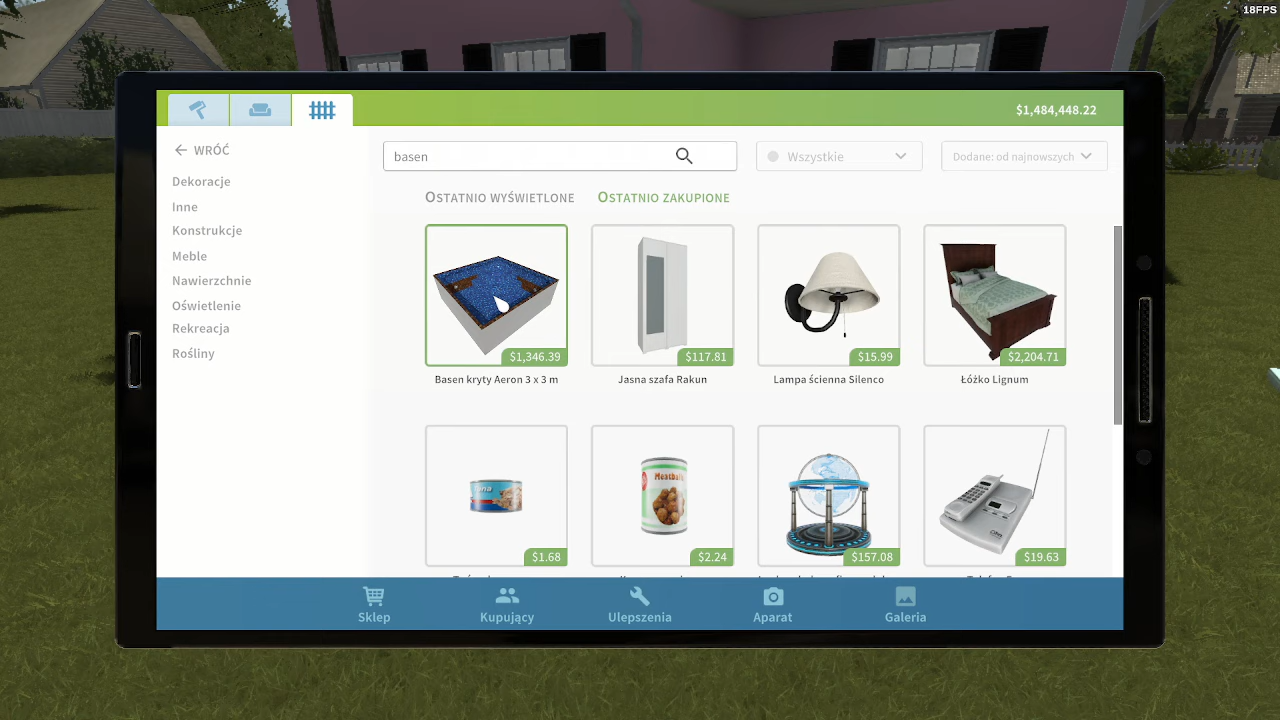 18FPS
$1,484,448.22
WRÓĆ
basen
Wszystkie
Dodane: od najnowszych
Dekoracje
Inne
Konstrukcje
Meble
Nawierzchnie
Oświetlenie
Rekreacja
Rośliny
OSTATNIO WYŚWIETLONE
OSTATNIO ZAKUPIONE
$1,346.39
$117.81
$15.99
$2,204.71
Basen kryty Aeron 3 x 3 m
Jasna szafa Rakun
Lampa ścienna Silenco
Łóżko Lignum
Meatballs
$1.68
$2.24
$157.08
$19.63
Sklep
Kupujący
Ulepszenia
Aparat
Galeria